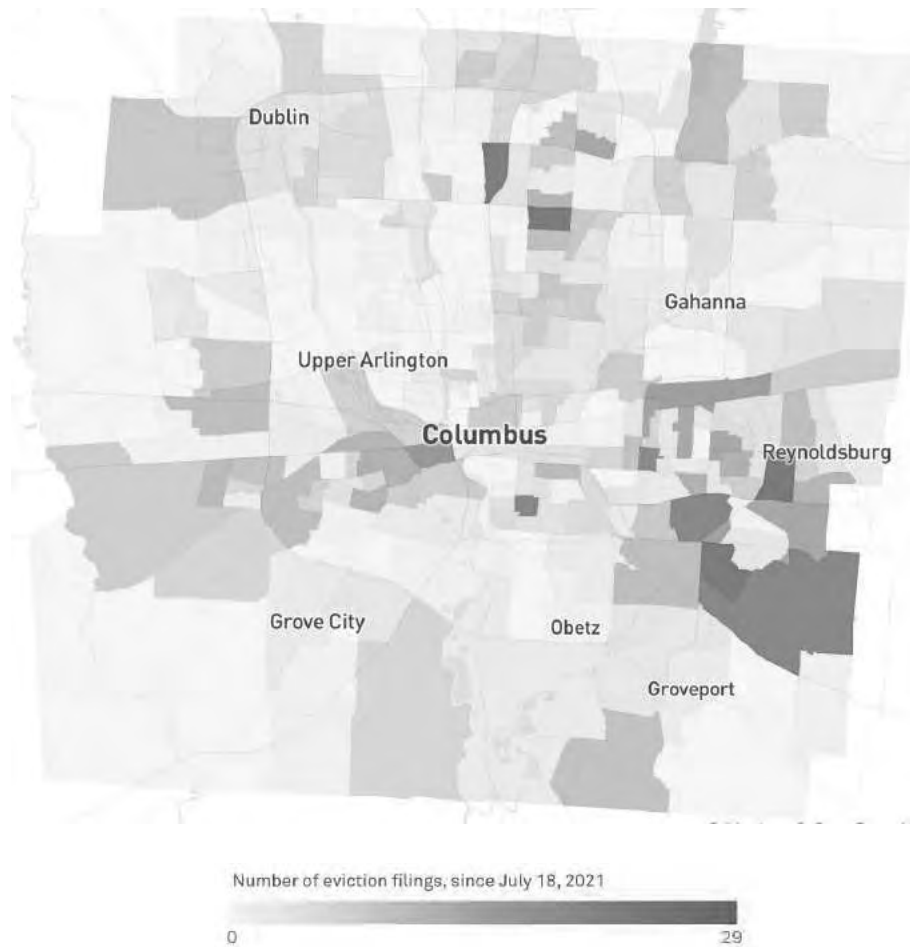 Dublin
Gahanna
Upper Arlington
Columbus
Reynoldsburg
Grove City
Obetz
Groveport
Number of eviction filings, since July 18, 2021
0
29